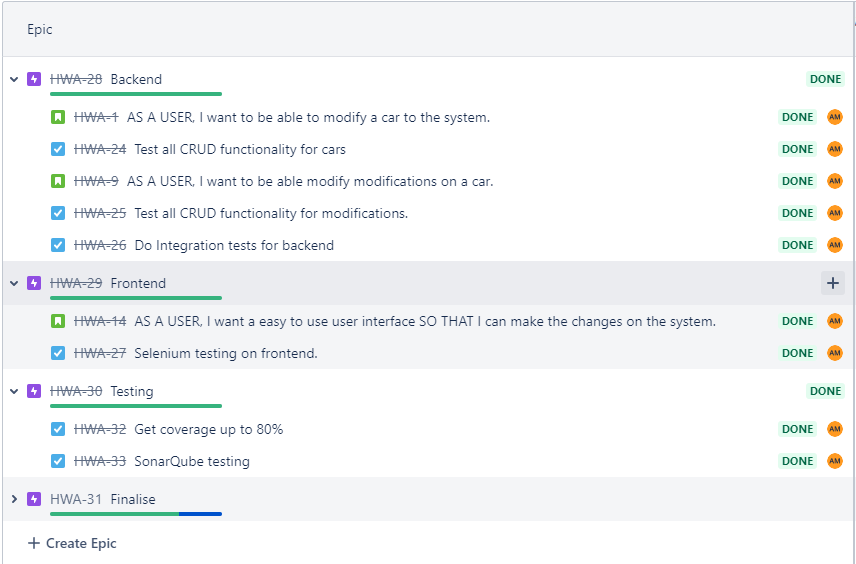 Epic
HWA-28 Backend DONE
HWA-1 AS A USER, I want to be able to modify a car to the system. DONE AM
HWA-24 Test all CRUD functionality for cars DONE AM
HWA-9 AS A USER, I want to be able modify modifications on a car. DONE AM
HWA-25 Test all CRUD functionality for modifications. DONE AM
HWA-26 Do Integration tests for backend DONE AM
HWA-29 Frontend
HWA-14 AS A USER, I want a easy to use user interface SO THAT I can make the changes on the system. DONE AM
HWA-27 Selenium testing on frontend. DONE AM
HWA-30 Testing DONE
HWA-32 Get coverage up to 80% DONE AM
HWA-33 SonarQube testing DONE AM
HWA-31 Finalise
+ Create Epic